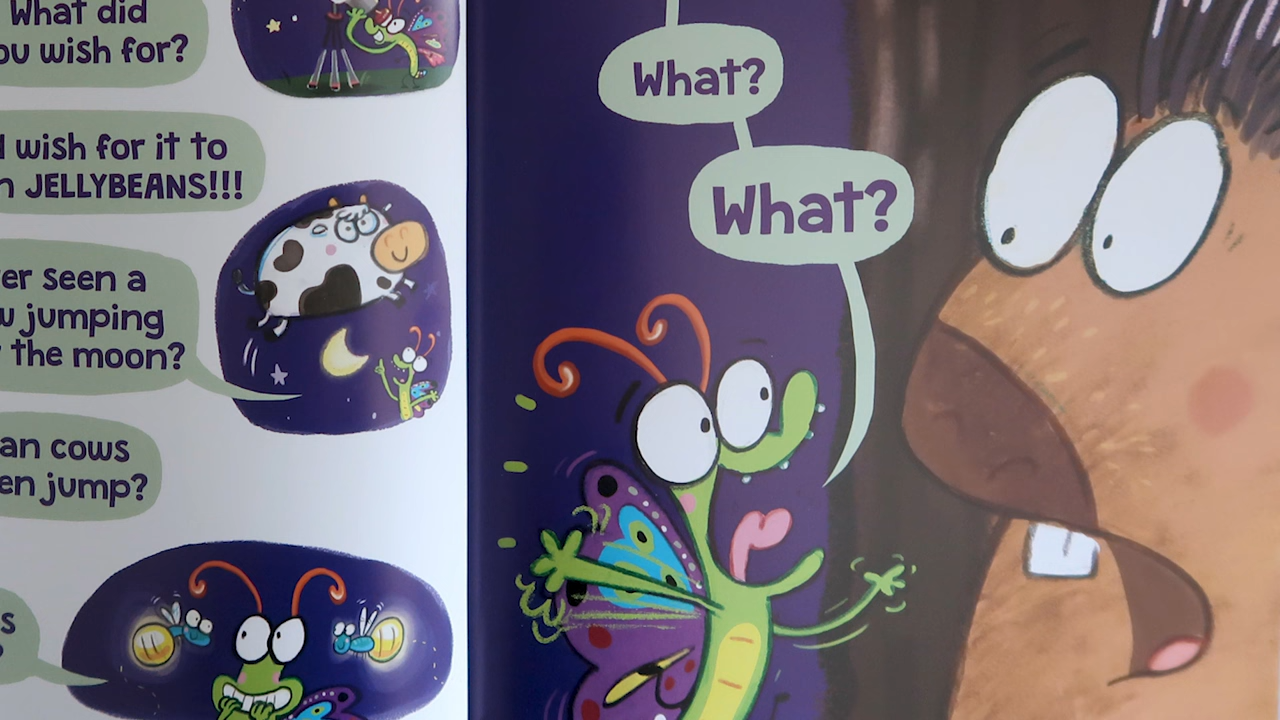 What did
ou wish for?
I wish for it to
n JELLYBEANS!!!
er seen a
w jumping
the moon?
an cows
en jump?
s
What?
What?